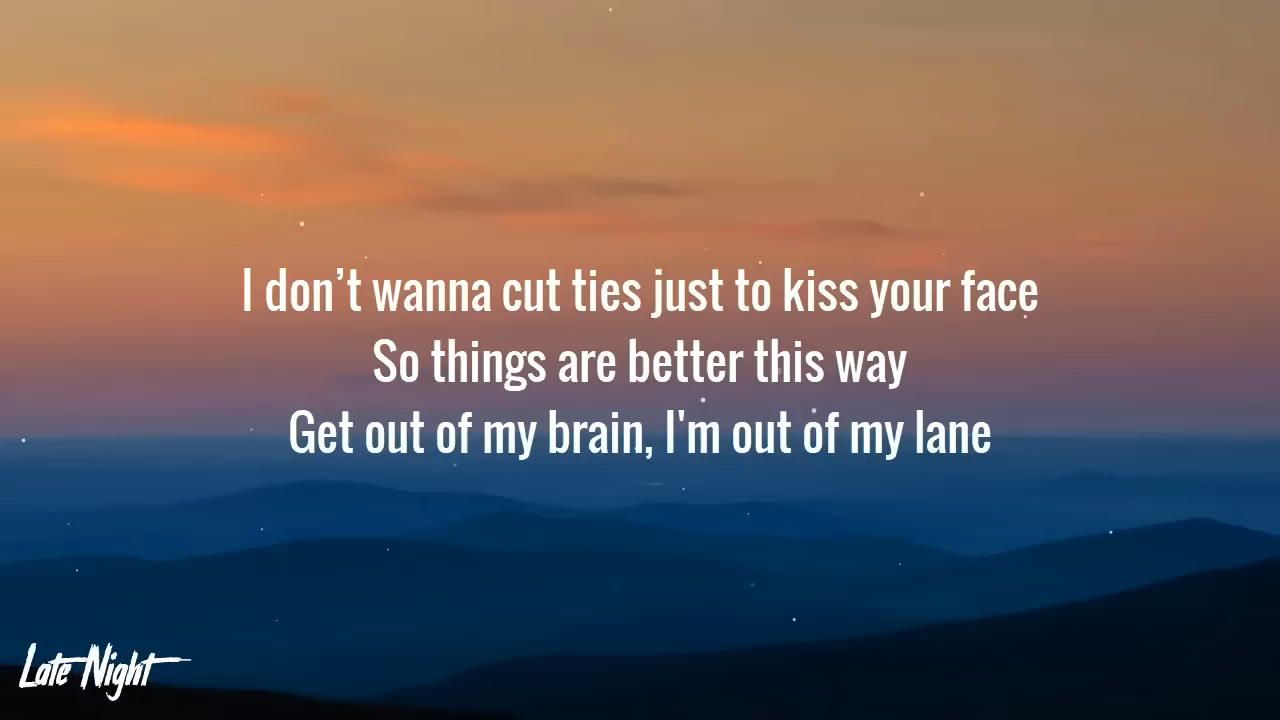 I don’t wanna cut ties just to kiss your face
So things are better this way
Get out of my brain, I'm out of my lane
Late Night